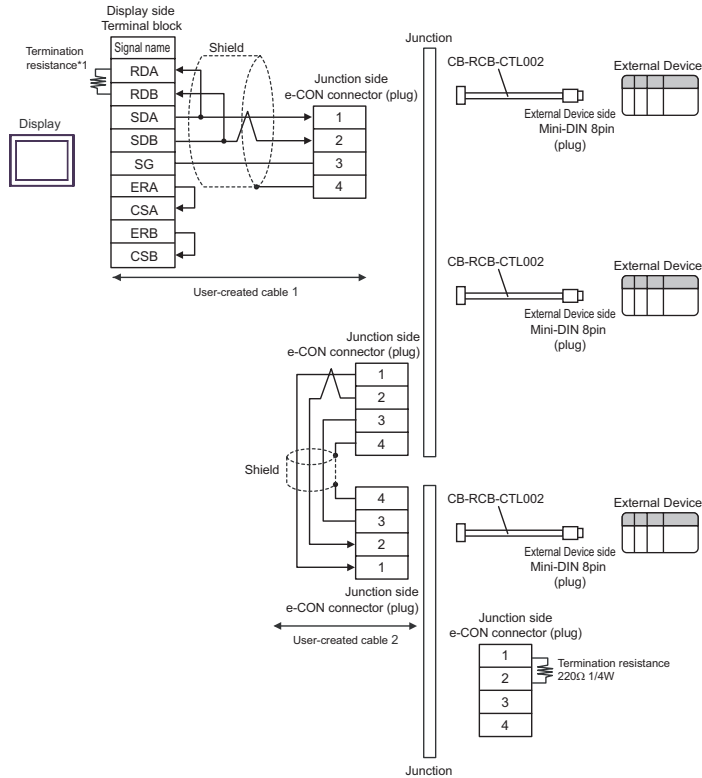 Display side
Terminal block
Signal name
Termination
resistance*1
RDA
RDB
SDA
SDB
SG
ERA
CSA
ERB
CSB
Display
Shield
Junction side
e-CON connector (plug)
1
2
3
4
User-created cable 1
Junction
CB-RCB-CTL002
External Device
External Device side
Mini-DIN 8pin
(plug)
CB-RCB-CTL002
External Device
External Device side
Mini-DIN 8pin
(plug)
Junction side
e-CON connector (plug)
1
2
3
4
Shield
4
3
2
1
Junction side
e-CON connector (plug)
User-created cable 2
CB-RCB-CTL002
External Device
External Device side
Mini-DIN 8pin
(plug)
Junction side
e-CON connector (plug)
1
2
3
4
Termination resistance
220Ω 1/4W
Junction